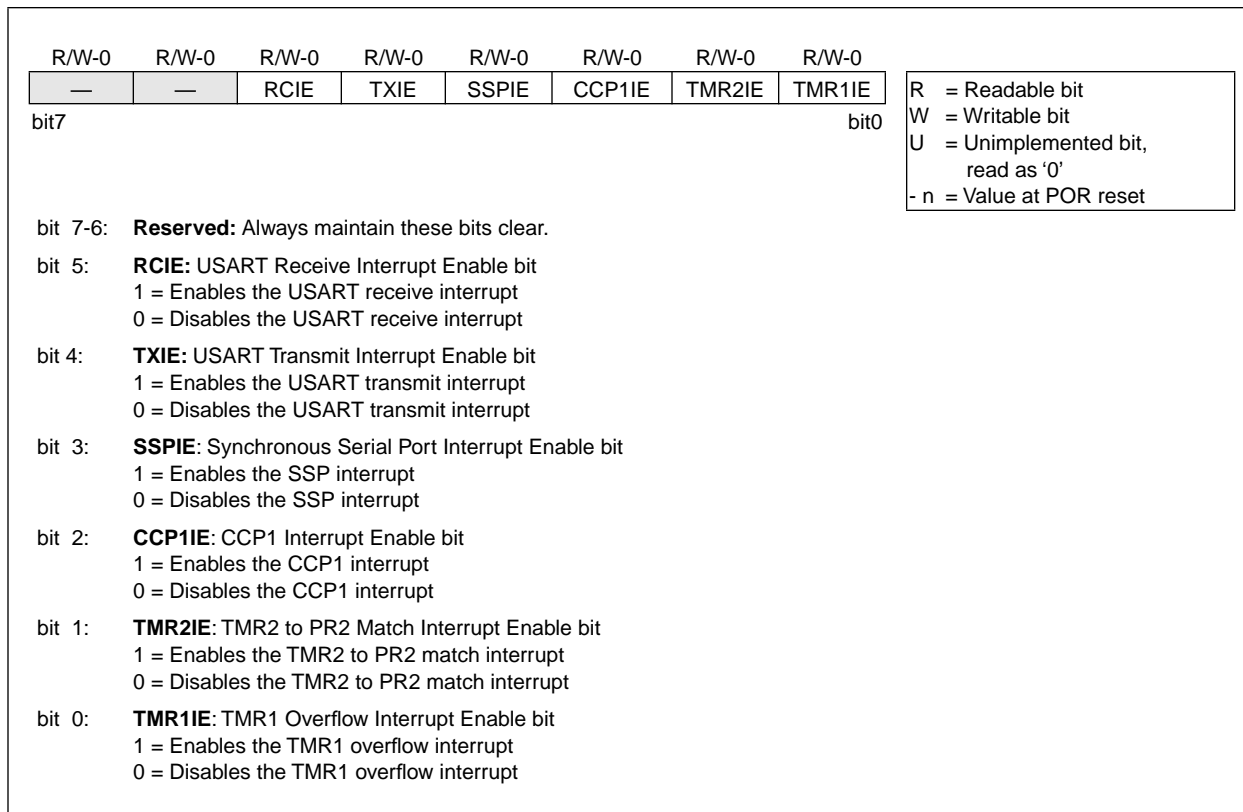 R/W-0 R/W-0 R/W-0 R/W-0 R/W-0 R/W-0 R/W-0 R/W-0
— — RCIE TXIE SSPIE CCP1IE TMR2IE TMR1IE
bit7 bit0
R = Readable bit
W = Writable bit
U = Unimplemented bit,
read as ‘0’
- n = Value at POR reset
bit 7-6: Reserved: Always maintain these bits clear.
bit 5: RCIE: USART Receive Interrupt Enable bit
1 = Enables the USART receive interrupt
0 = Disables the USART receive interrupt
bit 4: TXIE: USART Transmit Interrupt Enable bit
1 = Enables the USART transmit interrupt
0 = Disables the USART transmit interrupt
bit 3: SSPIE: Synchronous Serial Port Interrupt Enable bit
1 = Enables the SSP interrupt
0 = Disables the SSP interrupt
bit 2: CCP1IE: CCP1 Interrupt Enable bit
1 = Enables the CCP1 interrupt
0 = Disables the CCP1 interrupt
bit 1: TMR2IE: TMR2 to PR2 Match Interrupt Enable bit
1 = Enables the TMR2 to PR2 match interrupt
0 = Disables the TMR2 to PR2 match interrupt
bit 0: TMR1IE: TMR1 Overflow Interrupt Enable bit
1 = Enables the TMR1 overflow interrupt
0 = Disables the TMR1 overflow interrupt